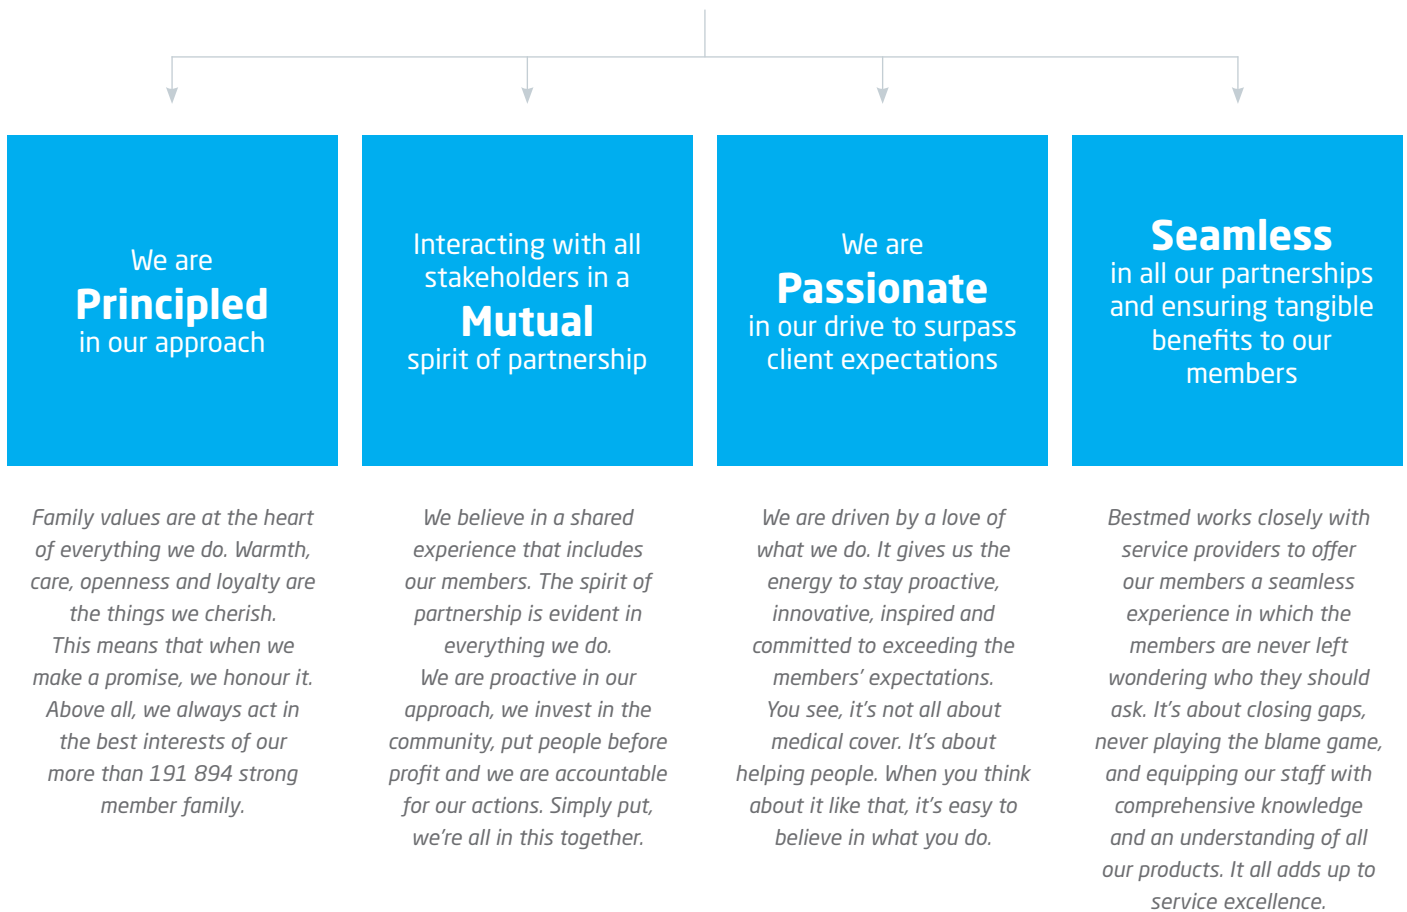 We are
Principled
in our approach
Family values are at the heart
of everything we do. Warmth,
care, openness and loyalty are
the things we cherish.
This means that when we
make a promise, we honour it.
Above all, we always act in
the best interests of our
more than 191 894 strong
member family.
Interacting with all
stakeholders in a
Mutual
spirit of partnership
We believe in a shared
experience that includes
our members. The spirit of
partnership is evident in
everything we do.
We are proactive in our
approach, we invest in the
community, put people before
profit and we are accountable
for our actions. Simply put,
we're all in this together.
We are
Passionate
in our drive to surpass
client expectations
We are driven by a love of
what we do. It gives us the
energy to stay proactive,
innovative, inspired and
committed to exceeding the
members' expectations.
You see, it's not all about
medical cover. It's about
helping people. When you think
about it like that, it's easy to
believe in what you do.
Seamless
in all our partnerships
and ensuring tangible
benefits to our
members
Bestmed works closely with
service providers to offer
our members a seamless
experience in which the
members are never left
wondering who they should
ask. It's about closing gaps,
never playing the blame game,
and equipping our staff with
comprehensive knowledge
and an understanding of all
our products. It all adds up to
service excellence.